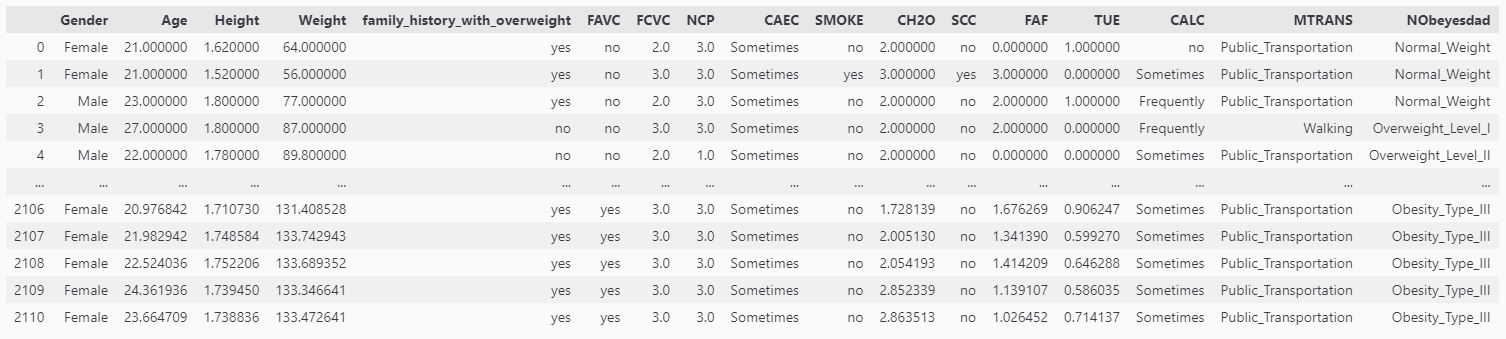 Gender Age Height Weight family_history_with_overweight FAVC FCVC NCP CAEC SMOKE CH2O SCC FAF TUE CALC MTRANS NObeyesdad
0 Female 21.000000 1.620000 64.000000 yes no 2.0 3.0 Sometimes no 2.000000 no 0.000000 1.000000 no Public_Transportation Normal_Weight
1 Female 21.000000 1.520000 56.000000 yes no 3.0 3.0 Sometimes yes 3.000000 yes 3.000000 0.000000 Sometimes Public_Transportation Normal_Weight
2 Male 23.000000 1.800000 77.000000 yes no 2.0 3.0 Sometimes no 2.000000 no 2.000000 1.000000 Frequently Public_Transportation Normal_Weight
3 Male 27.000000 1.800000 87.000000 no no 3.0 3.0 Sometimes no 2.000000 no 2.000000 0.000000 Frequently Walking Overweight_Level_I
4 Male 22.000000 1.780000 89.800000 no no 2.0 1.0 Sometimes no 2.000000 no 0.000000 0.000000 Sometimes Public_Transportation Overweight_Level_II
... ... ... ... ... ... ... ... ... ... ... ... ... ... ... ... ... ...
2106 Female 20.976842 1.710730 131.408528 yes yes 3.0 3.0 Sometimes no 1.728139 no 1.676269 0.906247 Sometimes Public_Transportation Obesity_Type_III
2107 Female 21.982942 1.748584 133.742943 yes yes 3.0 3.0 Sometimes no 2.005130 no 1.341390 0.599270 Sometimes Public_Transportation Obesity_Type_III
2108 Female 22.524036 1.752206 133.689352 yes yes 3.0 3.0 Sometimes no 2.054193 no 1.414209 0.646288 Sometimes Public_Transportation Obesity_Type_III
2109 Female 24.361936 1.739450 133.346641 yes yes 3.0 3.0 Sometimes no 2.852339 no 1.139107 0.586035 Sometimes Public_Transportation Obesity_Type_III
2110 Female 23.664709 1.738836 133.472641 yes yes 3.0 3.0 Sometimes no 2.863513 no 1.026452 0.714137 Sometimes Public_Transportation Obesity_Type_III